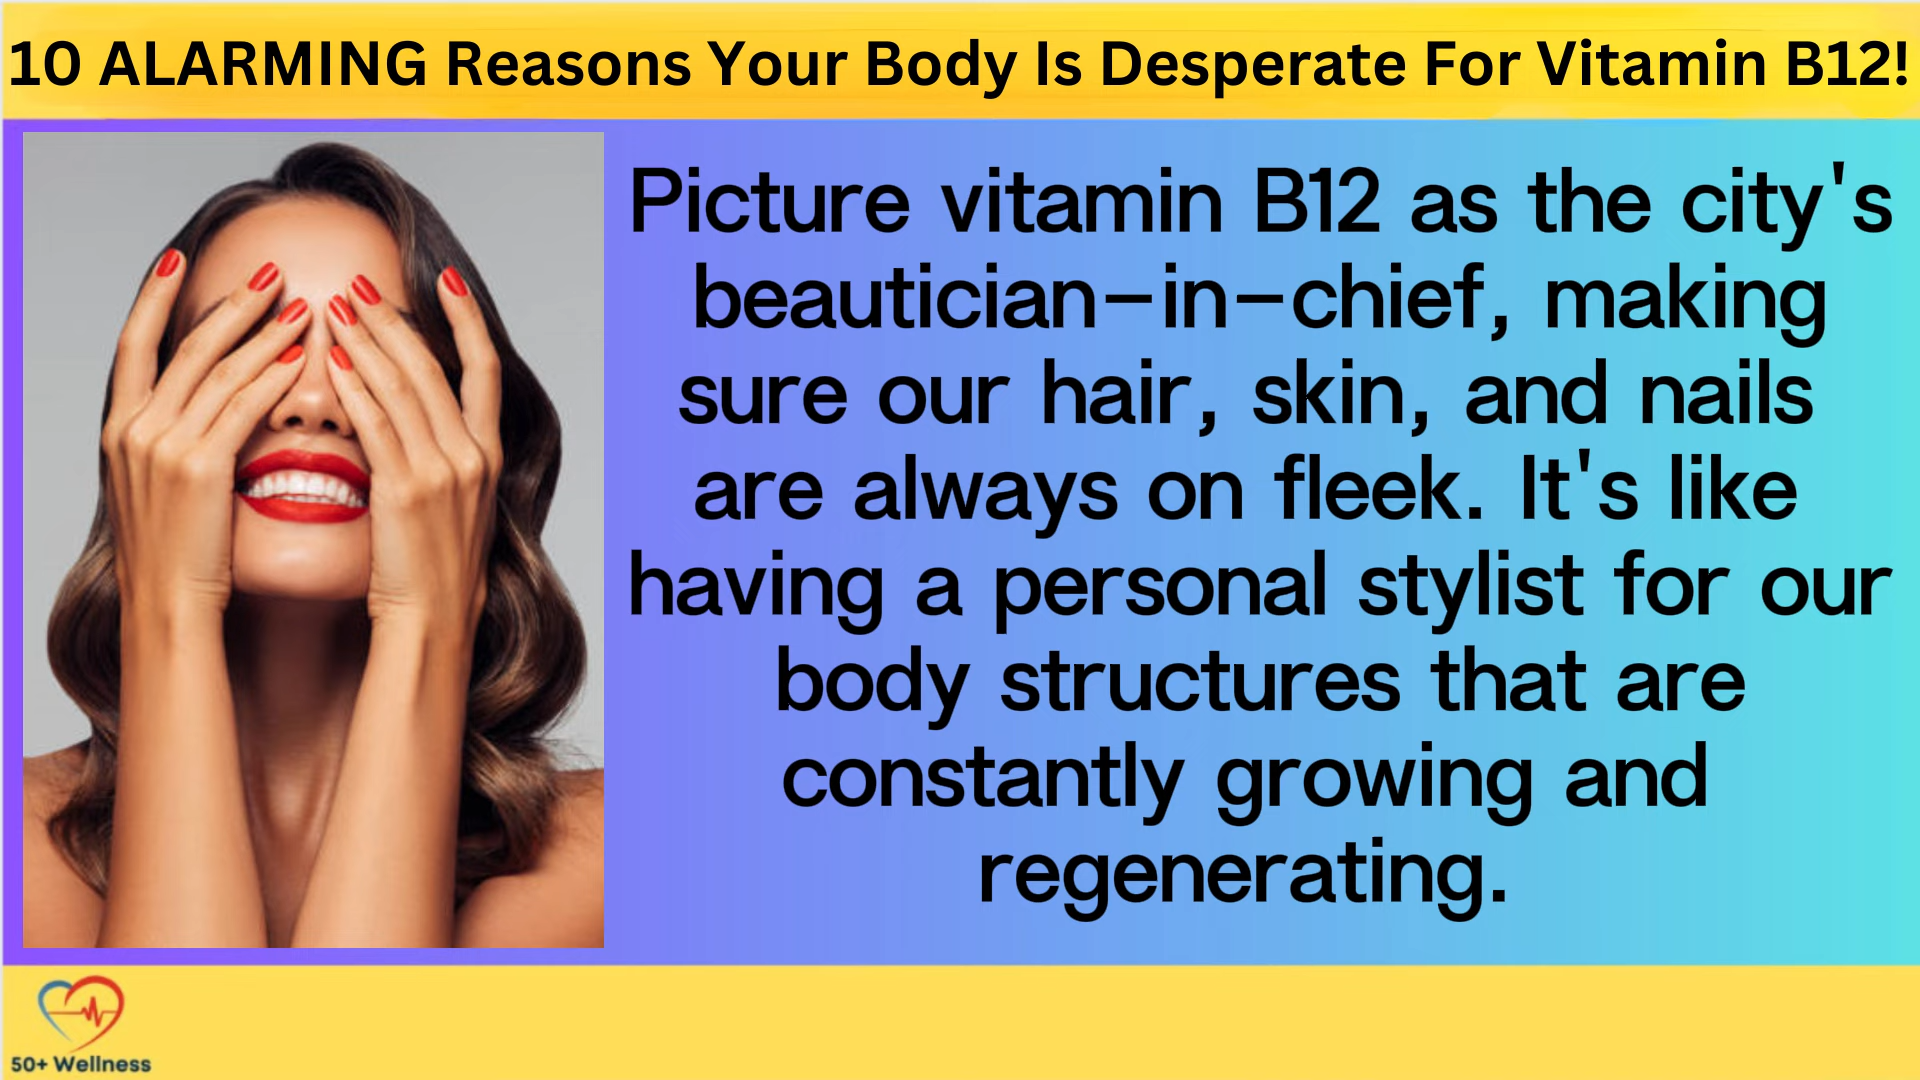 10 ALARMING Reasons Your Body Is Desperate For Vitamin B12!
Picture vitamin B12 as the city's
beautician-in-chief, making
sure our hair, skin, and nails
are always on fleek. It's like
having a personal stylist for our
body structures that are
constantly growing and
regenerating.
50+ Wellness